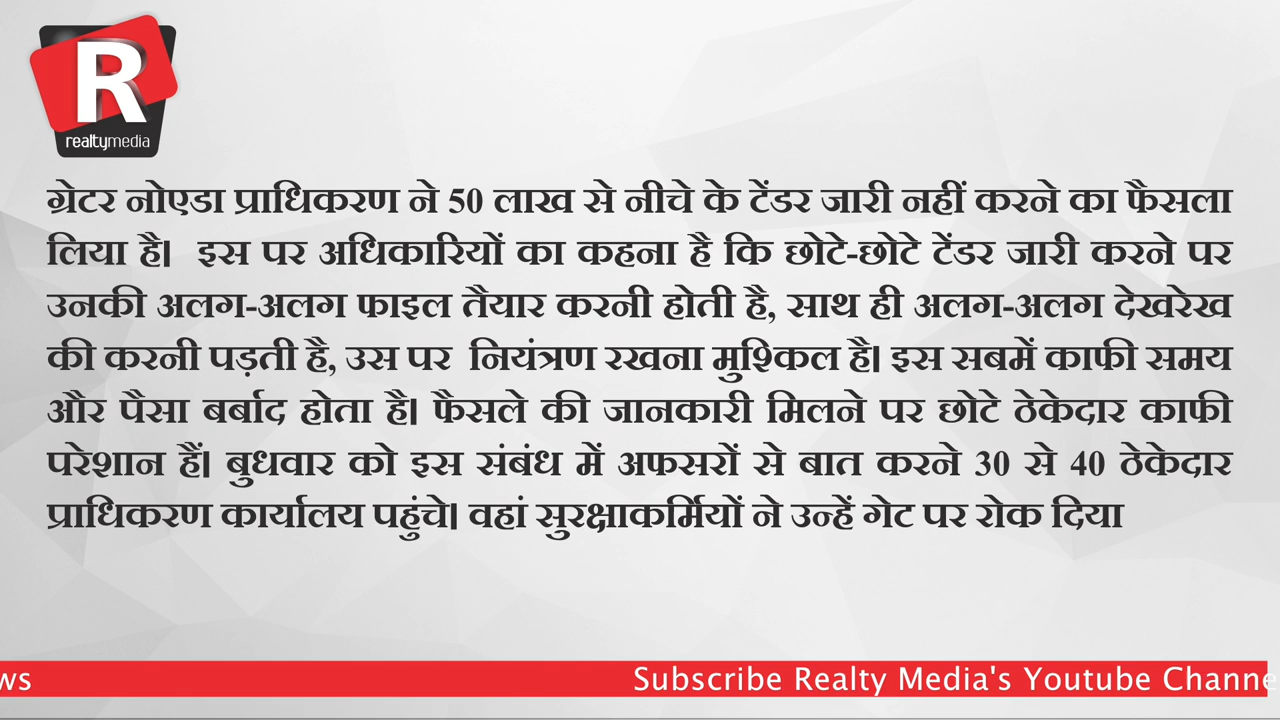 R
realtymedia
ग्रेटर नोएडा प्राधिकरण ने 50 लाख से नीचे के टेंडर जारी नहीं करने का फैसला
लिया है। इस पर अधिकारियों का कहना है कि छोटे-छोटे टेंडर जारी करने पर
उनकी अलग-अलग फाइल तैयार करनी होती है, साथ ही अलग-अलग देखरेख
की करनी पड़ती है, उस पर नियंत्रण रखना मुश्किल है। इस सबमें काफी समय
और पैसा बर्बाद होता है। फैसले की जानकारी मिलने पर छोटे ठेकेदार काफी
परेशान हैं। बुधवार को इस संबंध में अफसरों से बात करने 30 से 40 ठेकेदार
प्राधिकरण कार्यालय पहुंचे। वहां सुरक्षाकर्मियों ने उन्हें गेट पर रोक दिया
ws Subscribe Realty Media's Youtube Channe